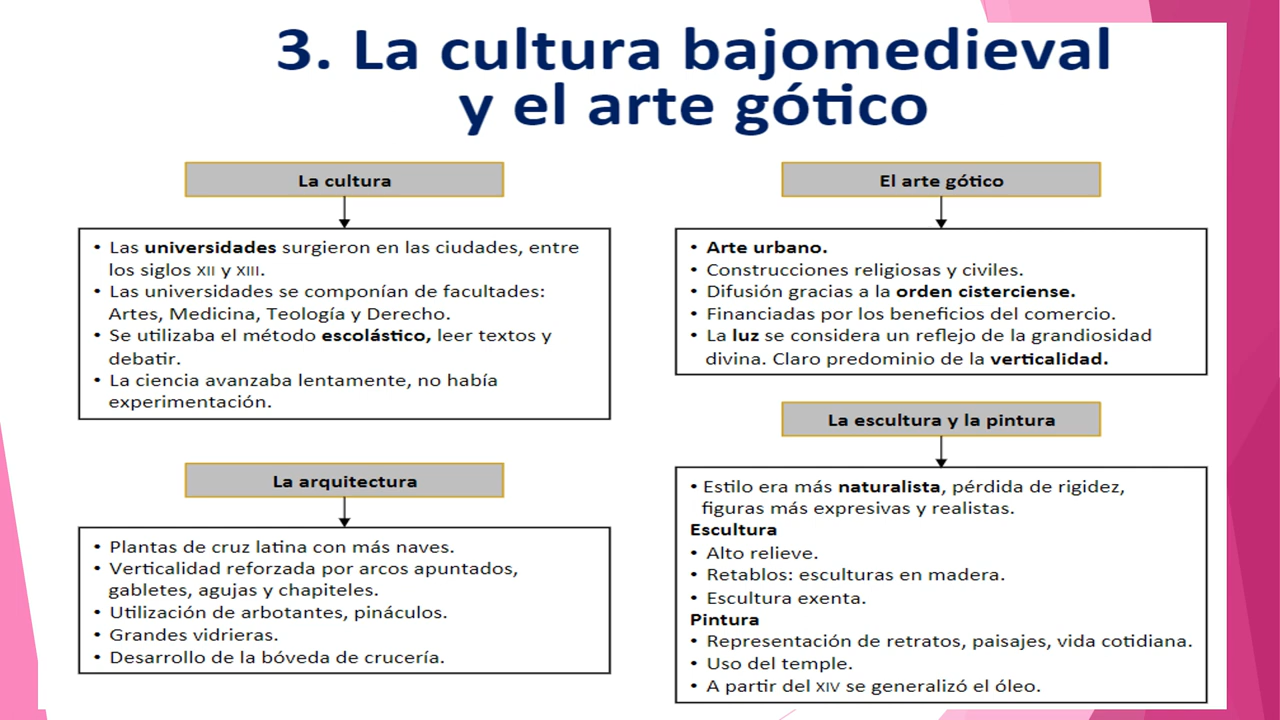 3. La cultura bajomedieval
y el arte gótico
La cultura
• Las universidades surgieron en las ciudades, entre
los siglos XII y XIII.
• Las universidades se componían de facultades:
Artes, Medicina, Teología y Derecho.
• Se utilizaba el método escolástico, leer textos y
debatir.
• La ciencia avanzaba lentamente, no había
experimentación.
El arte gótico
• Arte urbano.
• Construcciones religiosas y civiles.
• Difusión gracias a la orden cisterciense.
• Financiadas por los beneficios del comercio.
• La luz se considera un reflejo de la grandiosidad
divina. Claro predominio de la verticalidad.
La arquitectura
• Plantas de cruz latina con más naves.
• Verticalidad reforzada por arcos apuntados,
gabletes, agujas y chapiteles.
• Utilización de arbotantes, pináculos.
• Grandes vidrieras.
• Desarrollo de la bóveda de crucería.
La escultura y la pintura
• Estilo era más naturalista, pérdida de rigidez,
figuras más expresivas y realistas.
Escultura
• Alto relieve.
• Retablos: esculturas en madera.
• Escultura exenta.
Pintura
• Representación de retratos, paisajes, vida cotidiana.
• Uso del temple.
• A partir del XIV se generalizó el óleo.